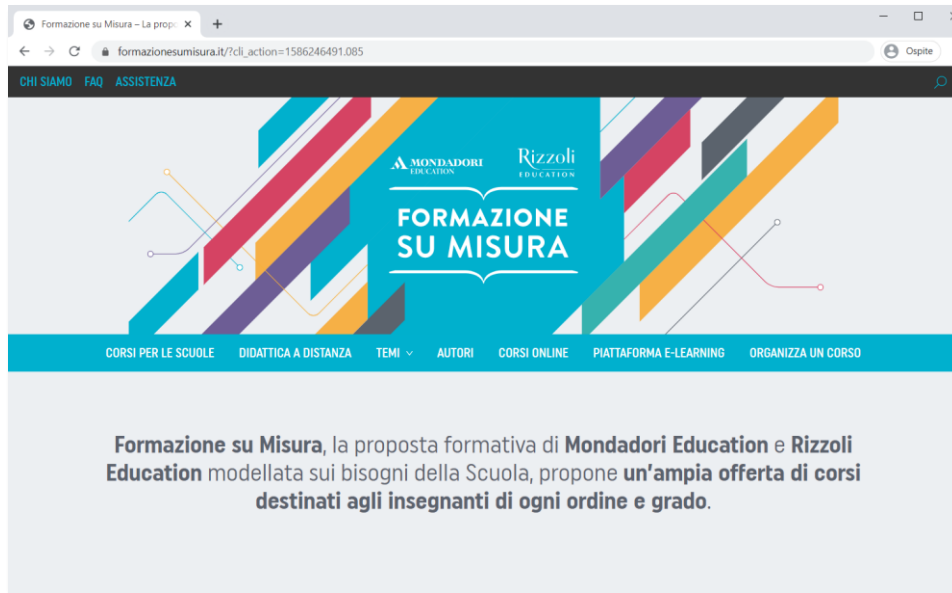 Formazione su Misura – La propo
formazionesumisura.it/?cli_action=1586246491.085
Ospite
CHI SIAMO FAQ ASSISTENZA
MONDADORI Rizzoli
EDUCATION EDUCATION
FORMAZIONE
SU MISURA
CORSI PER LE SCUOLE DIDATTICA A DISTANZA TEMI AUTORI CORSI ONLINE PIATTAFORMA E-LEARNING ORGANIZZA UN CORSO
Formazione su Misura, la proposta formativa di Mondadori Education e Rizzoli
Education modellata sui bisogni della Scuola, propone un'ampia offerta di corsi
destinati agli insegnanti di ogni ordine e grado.